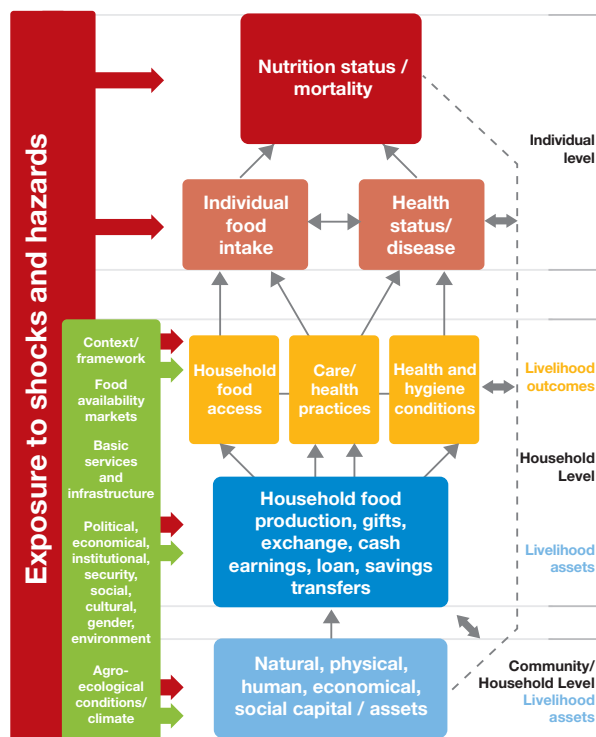 Exposure to shocks and hazards
Nutrition status /
mortality
Individual
level
Individual
food
intake
Health
status/
disease
Context/
framework
Food
availability
markets
Basic
services
and
infrastructure
Political,
economical,
institutional,
security,
social,
cultural,
gender,
environment
Agro-
ecological
conditions/
climate
Household
food
access
Care/
health
practices
Health and
hygiene
conditions
Livelihood
outcomes
Household
Level
Household food
production, gifts,
exchange, cash
earnings, loan, savings
transfers
Livelihood
assets
Natural, physical,
human, economical,
social capital / assets
Community/
Household Level
Livelihood
assets